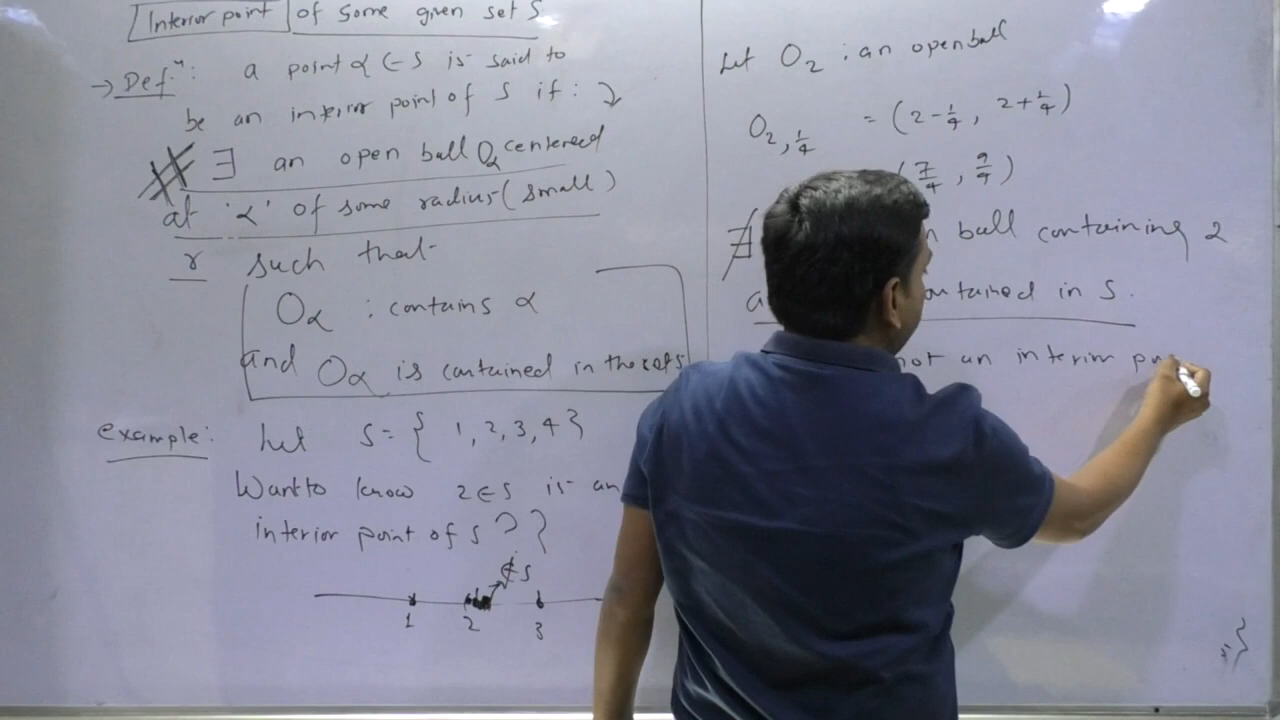 Interior point of some given set S
→ Defⁿ: a point α ∈ S is said to
be an interior point of S if: ⤵
# ∃ an open ball Oα centered
at 'α' of some radius (small)
r such that
Oα : contains α
and Oα is contained in the set S
example: Let S = { 1, 2, 3, 4 }
Want to know 2 ∈ S is an
interior point of S ? }
∉ S
1 2 3
Let O₂ : an open ball
O₂,¼ = (2-¼, 2+¼)
(7/4, 9/4)
∄ ball containing 2
contained in S.
not an interior